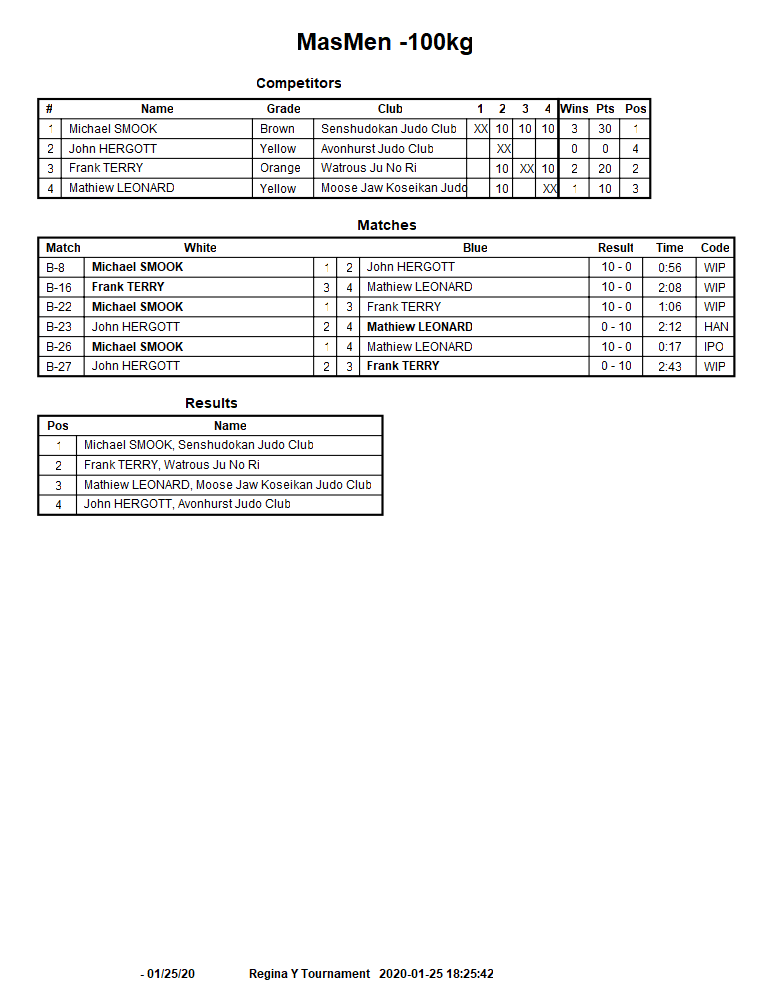 MasMen -100kg
Competitors
# Name Grade Club 1 2 3 4 Wins Pts Pos
1 Michael SMOOK Brown Senshudokan Judo Club XX 10 10 10 3 30 1
2 John HERGOTT Yellow Avonhurst Judo Club XX 0 0 4
3 Frank TERRY Orange Watrous Ju No Ri 10 XX 10 2 20 2
4 Mathiew LEONARD Yellow Moose Jaw Koseikan Judo 10 XX 1 10 3
Matches
Match White Blue Result Time Code
B-8 Michael SMOOK 1 2 John HERGOTT 10 - 0 0:56 WIP
B-16 Frank TERRY 3 4 Mathiew LEONARD 10 - 0 2:08 WIP
B-22 Michael SMOOK 1 3 Frank TERRY 10 - 0 1:06 WIP
B-23 John HERGOTT 2 4 Mathiew LEONARD 0 - 10 2:12 HAN
B-26 Michael SMOOK 1 4 Mathiew LEONARD 10 - 0 0:17 IPO
B-27 John HERGOTT 2 3 Frank TERRY 0 - 10 2:43 WIP
Results
Pos Name
1 Michael SMOOK, Senshudokan Judo Club
2 Frank TERRY, Watrous Ju No Ri
3 Mathiew LEONARD, Moose Jaw Koseikan Judo Club
4 John HERGOTT, Avonhurst Judo Club
- 01/25/20 Regina Y Tournament 2020-01-25 18:25:42